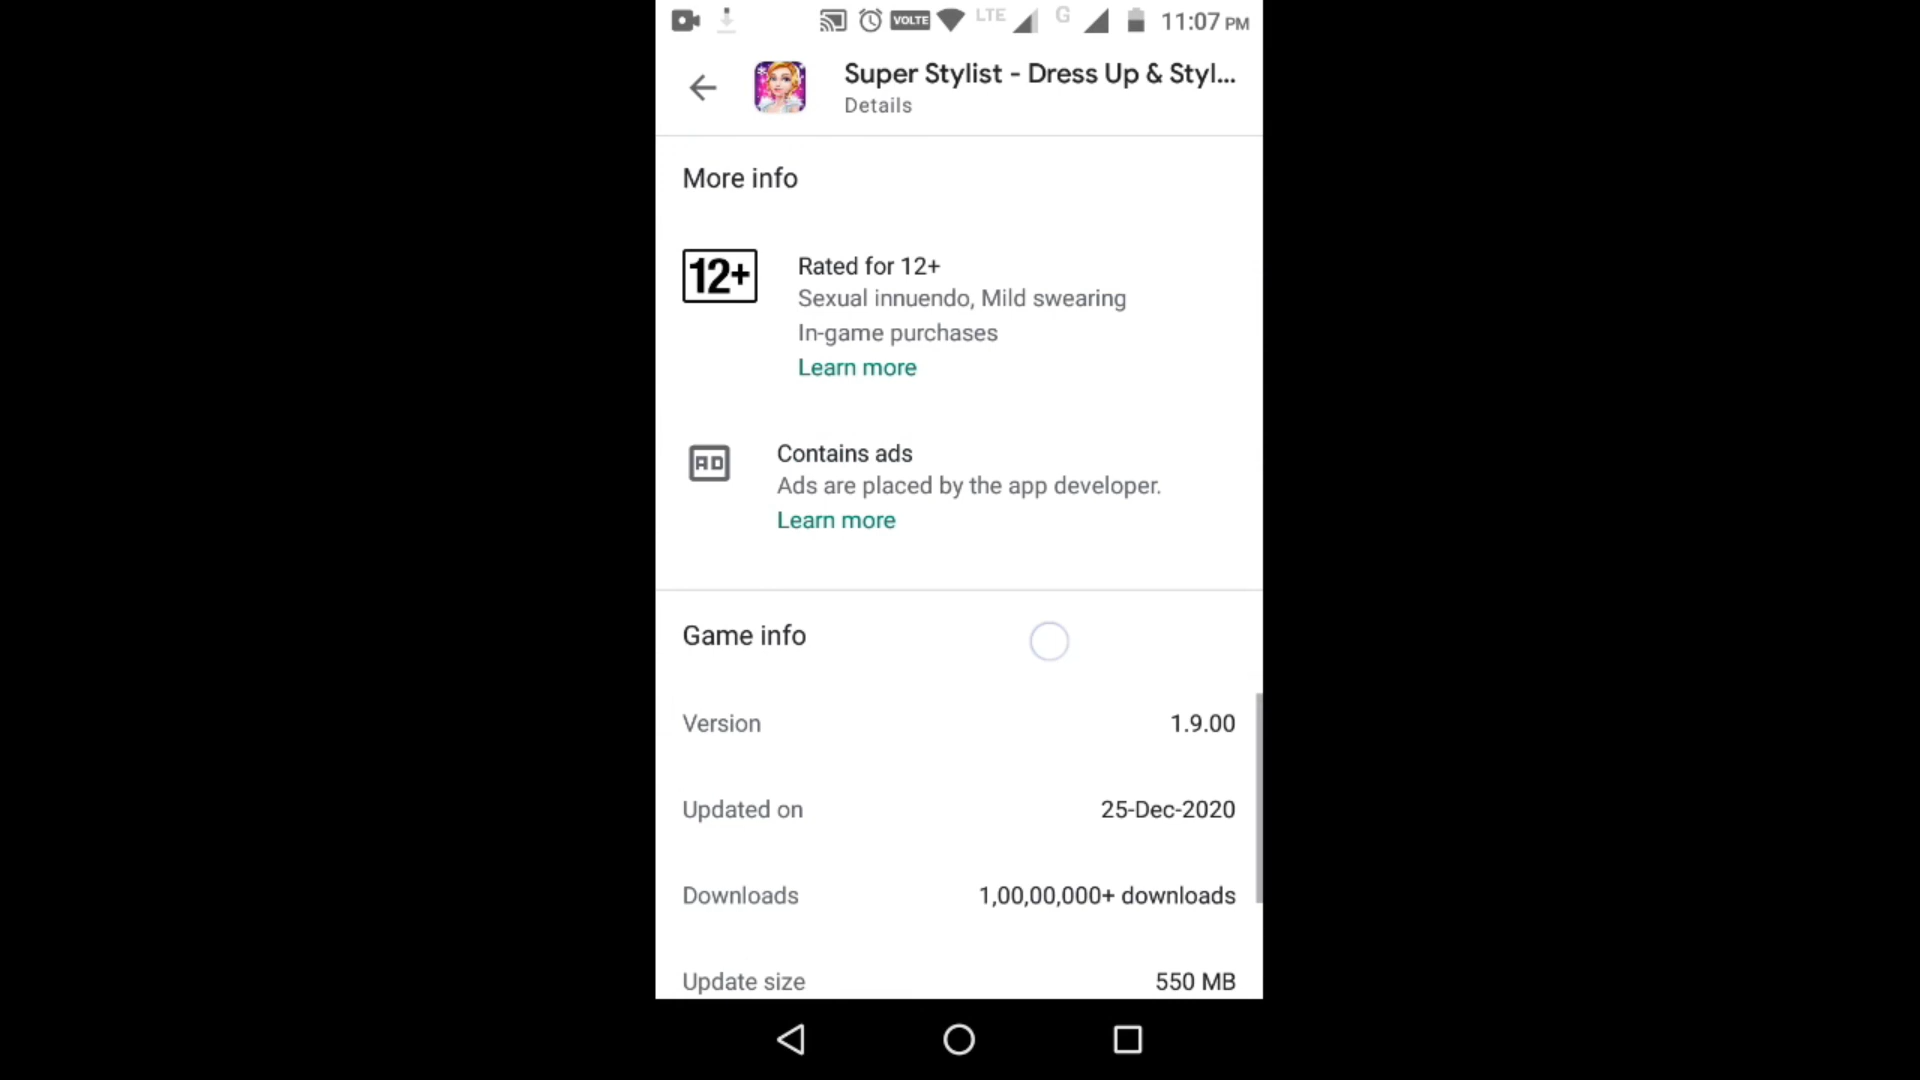 VOLTE LTE G 11:07 PM
Super Stylist - Dress Up & Styl...
Details
More info
12+
Rated for 12+
Sexual innuendo, Mild swearing
In-game purchases
Learn more
AD
Contains ads
Ads are placed by the app developer.
Learn more
Game info
Version 1.9.00
Updated on 25-Dec-2020
Downloads 1,00,00,000+ downloads
Update size 550 MB